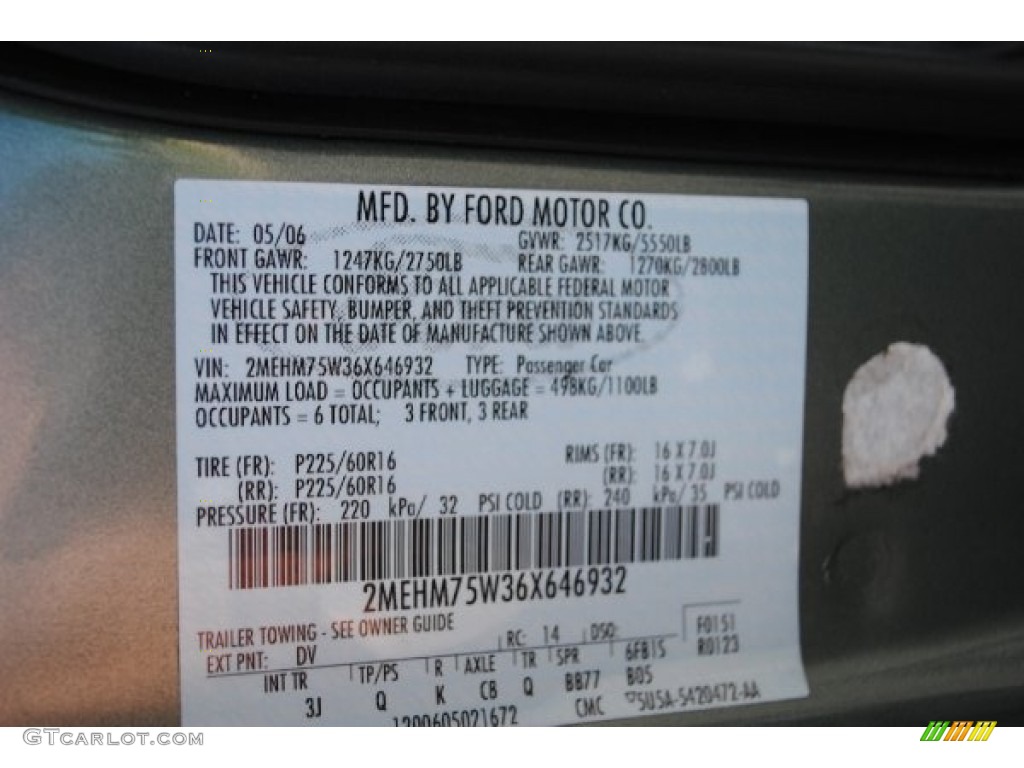 MFD. BY FORD MOTOR CO.
DATE: 05/06 GVWR: 2517KG/5550LB
FRONT GAWR: 1247KG/2750LB REAR GAWR: 1270KG/2800LB
THIS VEHICLE CONFORMS TO ALL APPLICABLE FEDERAL MOTOR
VEHICLE SAFETY, BUMPER, AND THEFT PREVENTION STANDARDS
IN EFFECT ON THE DATE OF MANUFACTURE SHOWN ABOVE.
VIN: 2MEHM75W36X646932 TYPE: Passenger Car
MAXIMUM LOAD = OCCUPANTS + LUGGAGE = 498KG/1100LB
OCCUPANTS = 6 TOTAL; 3 FRONT, 3 REAR
TIRE (FR): P225/60R16 RIMS (FR): 16 X 7.0J
(RR): P225/60R16 (RR): 16 X 7.0J
PRESSURE (FR): 220 kPa/ 32 PSI COLD (RR): 240 kPa/ 35 PSI COLD
2MEHM75W36X646932
TRAILER TOWING - SEE OWNER GUIDE
EXT PNT: DV RC: 14 DSO: F0151
R0123
INT TR TP/PS R AXLE TR SPR 6FB15
3J Q K CB Q BB77 B05
1200605021672 CMC 5U5A-5420472-AA
GTCARLOT.COM